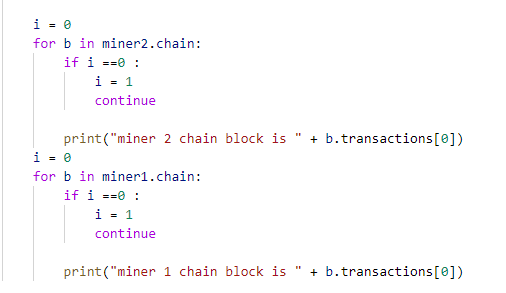 i = 0
for b in miner2.chain:
    if i ==0 :
        i = 1
        continue

    print("miner 2 chain block is " + b.transactions[0])
i = 0
for b in miner1.chain:
    if i ==0 :
        i = 1
        continue

    print("miner 1 chain block is " + b.transactions[0])